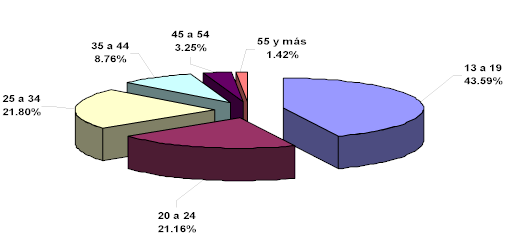 45 a 54
3.25%
55 y más
1.42%
35 a 44
8.76%
13 a 19
43.59%
25 a 34
21.80%
20 a 24
21.16%